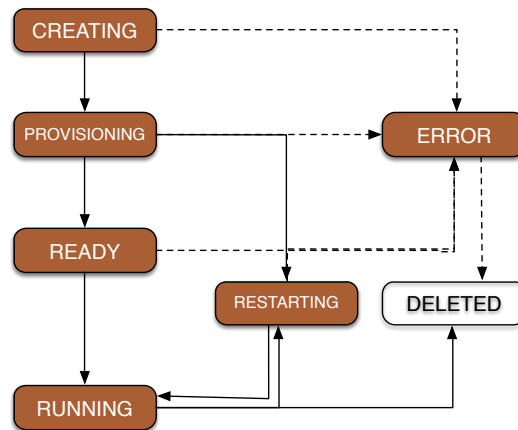 CREATING
PROVISIONING
ERROR
READY
RESTARTING
DELETED
RUNNING